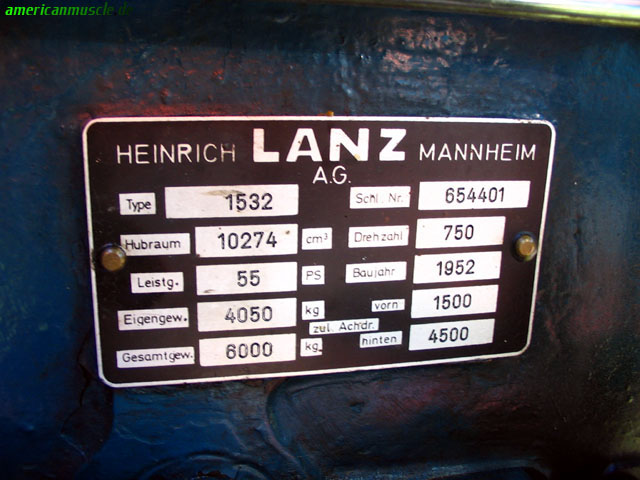 americanmuscle.de
HEINRICH LANZ MANNHEIM
A.G.
Type 1532 Schl. Nr. 654401
Hubraum 10274 cm³ Drehzahl 750
Leistg. 55 PS Baujahr 1952
Eigengew. 4050 kg vorn 1500
zul. Achdr.
Gesamtgew. 6000 kg hinten 4500